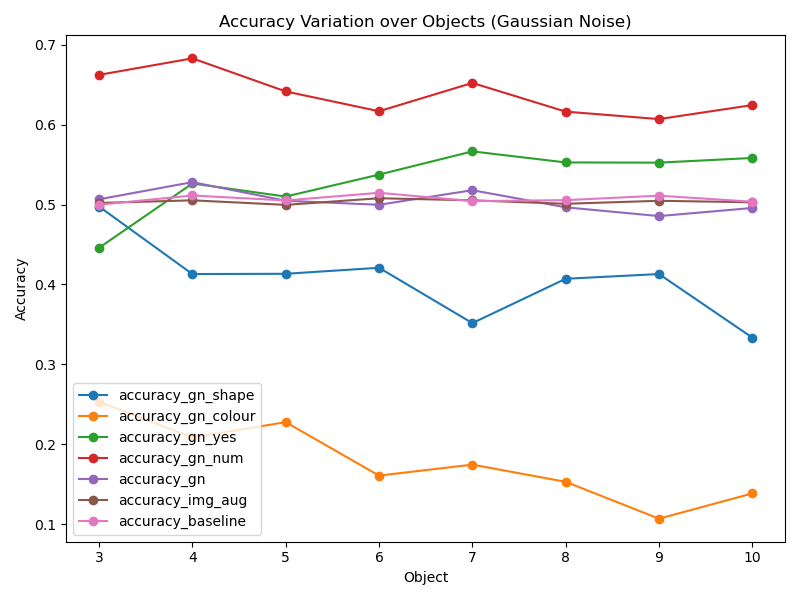 Accuracy Variation over Objects (Gaussian Noise)
0.7
0.6
0.5
0.4
0.3
0.2
0.1
Accuracy
accuracy_gn_shape
accuracy_gn_colour
accuracy_gn_yes
accuracy_gn_num
accuracy_gn
accuracy_img_aug
accuracy_baseline
3 4 5 6 7 8 9 10
Object